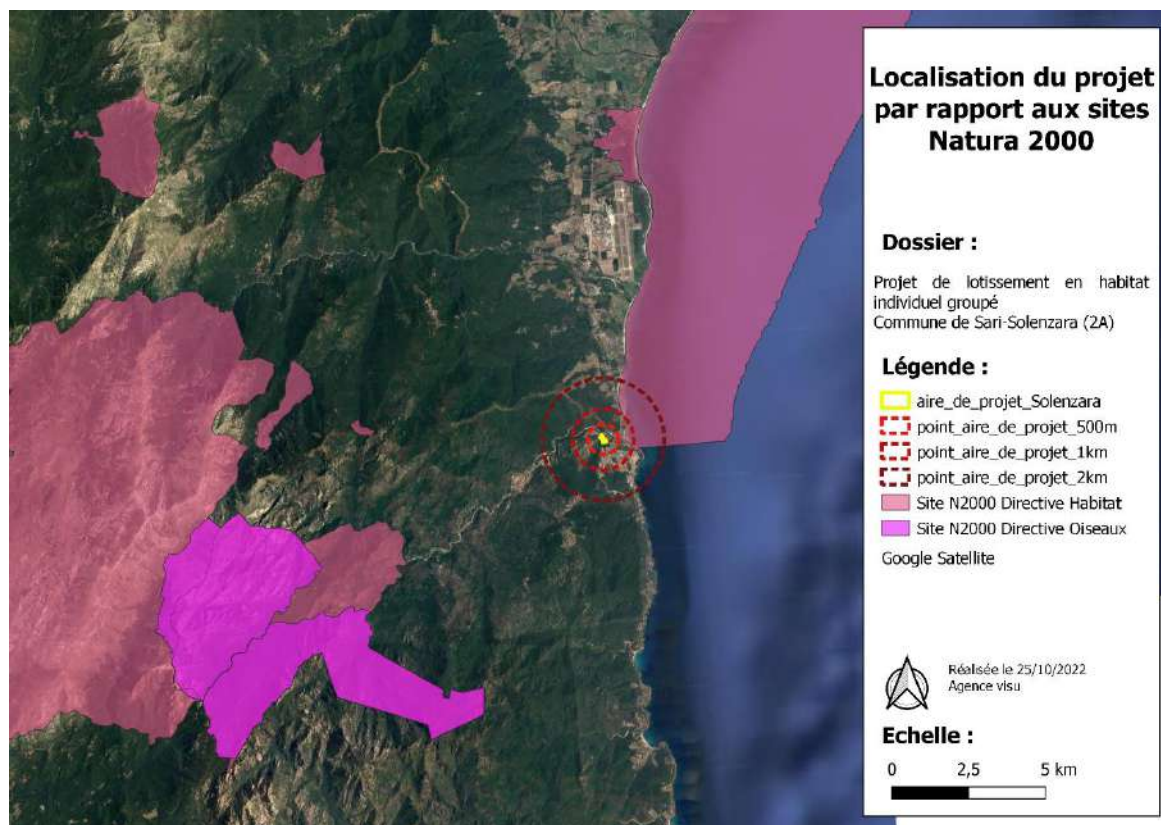 Localisation du projet
par rapport aux sites
Natura 2000
Dossier :
Projet de lotissement en habitat
individuel groupé
Commune de Sari-Solenzara (2A)
Légende :
aire_de_projet_Solenzara
point_aire_de_projet_500m
point_aire_de_projet_1km
point_aire_de_projet_2km
Site N2000 Directive Habitat
Site N2000 Directive Oiseaux
Google Satellite
Réalisée le 25/10/2022
Agence visu
Echelle :
0 2,5 5 km